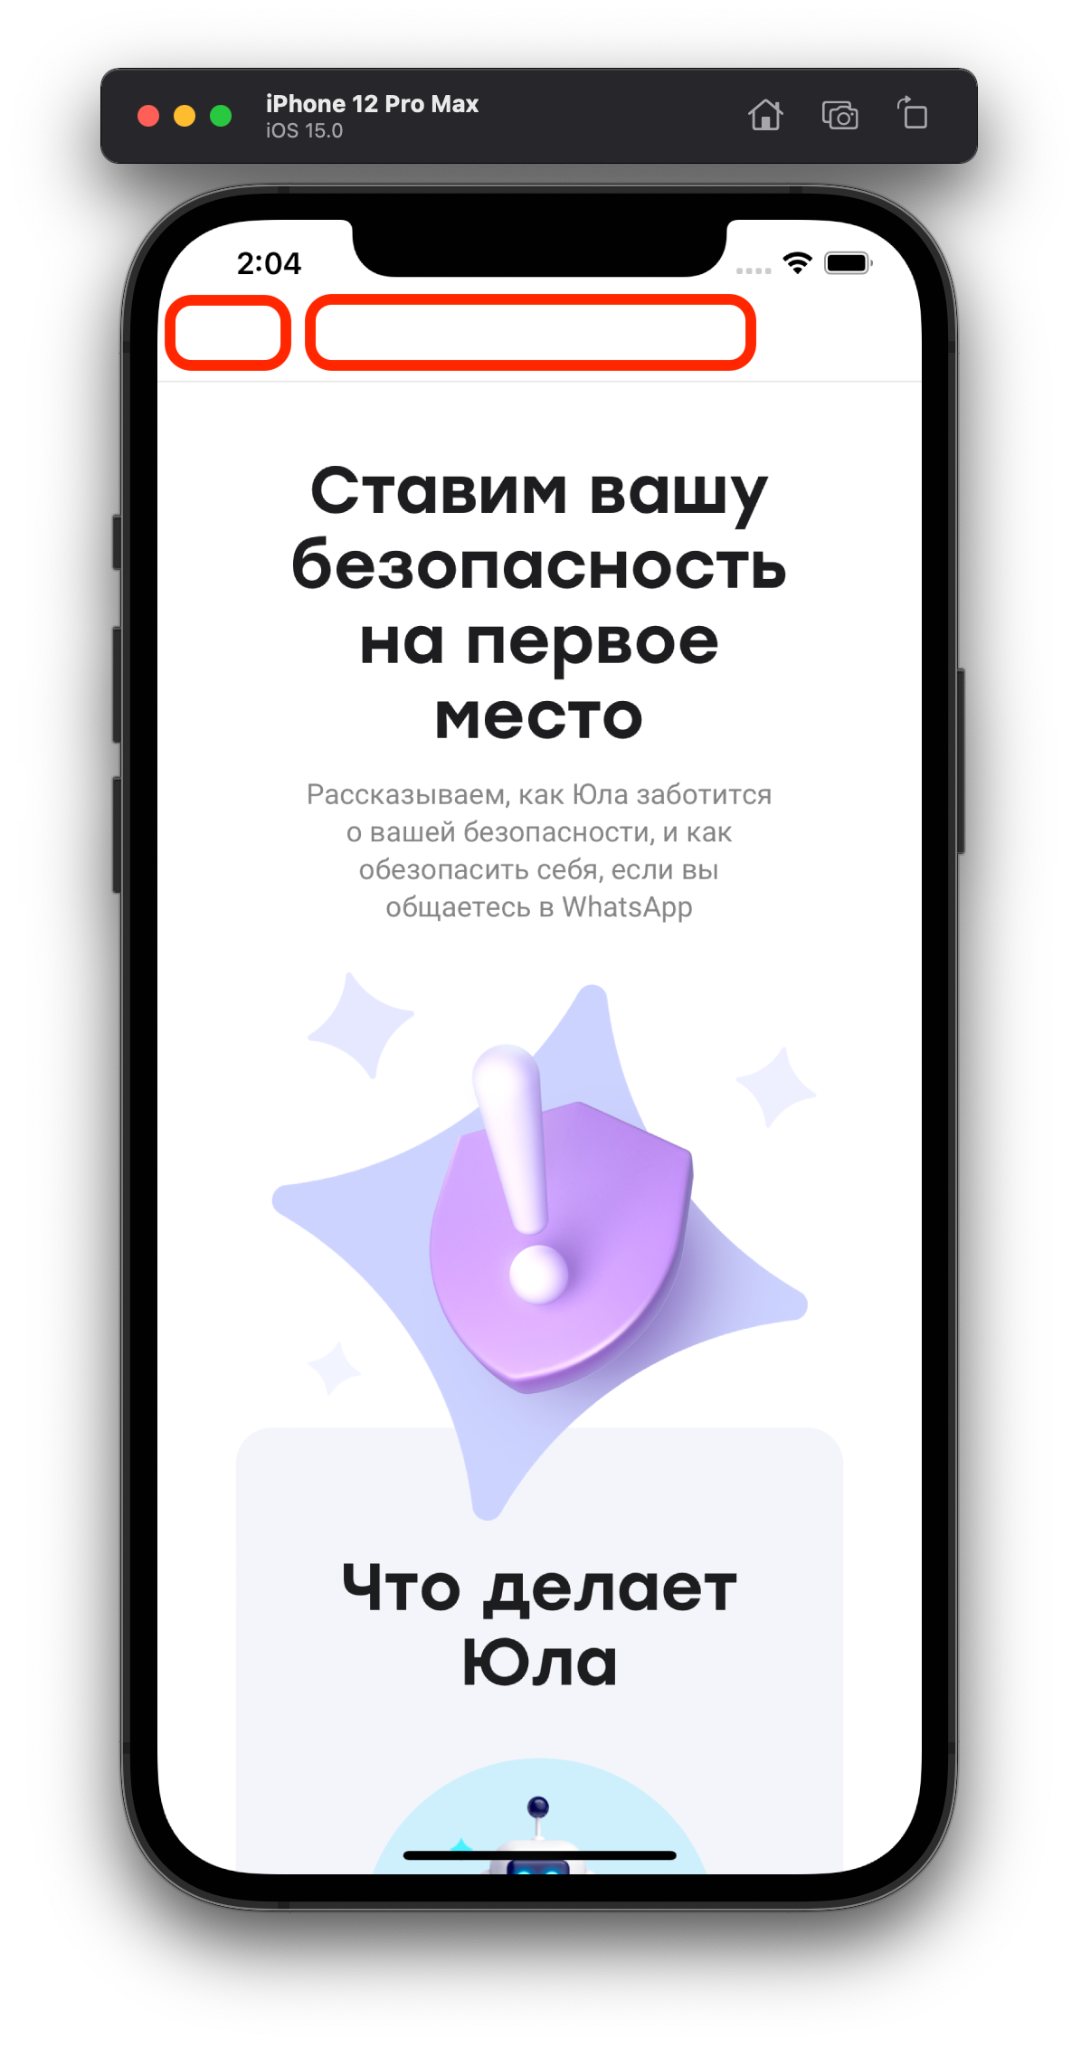 iPhone 12 Pro Max
iOS 15.0
2:04
Ставим вашу
безопасность
на первое
место
Рассказываем, как Юла заботится
о вашей безопасности, и как
обезопасить себя, если вы
общаетесь в WhatsApp
Что делает
Юла